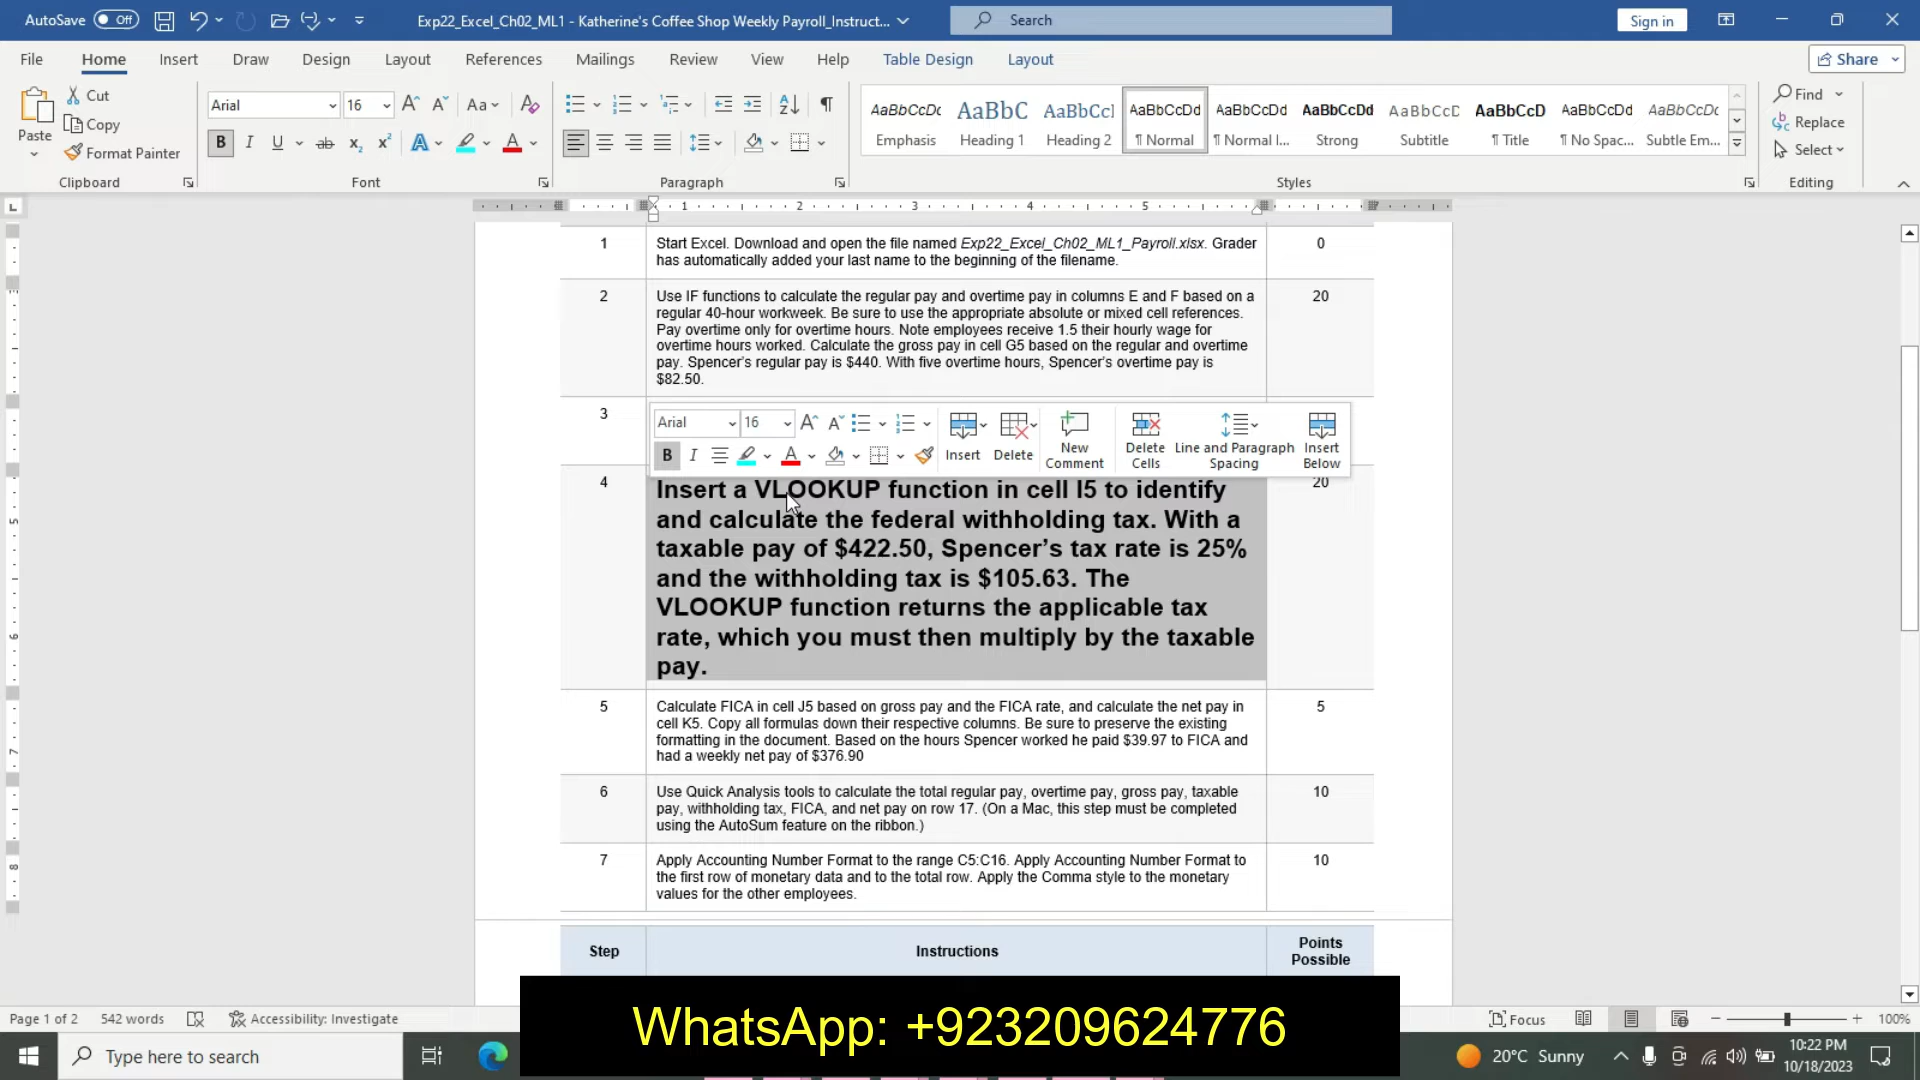 AutoSave Off
Exp22_Excel_Ch02_ML1 - Katherine's Coffee Shop Weekly Payroll_Instruct...
Search
Sign in
File Home Insert Draw Design Layout References Mailings Review View Help Table Design Layout
Share
Paste
Cut
Copy
Format Painter
Clipboard
Arial 16
Font
Paragraph
AaBbCcDc Emphasis
AaBbC Heading 1
AaBbCcl Heading 2
AaBbCcDd ¶ Normal
AaBbCcDd ¶ Normal I...
AaBbCcDd Strong
AaBbCcC Subtitle
AaBbCcD ¶ Title
AaBbCcDd ¶ No Spac...
AaBbCcDd Subtle Em...
Styles
Find
Replace
Select
Editing
1 2 3 4 5
1
Start Excel. Download and open the file named Exp22_Excel_Ch02_ML1_Payroll.xlsx. Grader
has automatically added your last name to the beginning of the filename.
0
2
Use IF functions to calculate the regular pay and overtime pay in columns E and F based on a
regular 40-hour workweek. Be sure to use the appropriate absolute or mixed cell references.
Pay overtime only for overtime hours. Note employees receive 1.5 their hourly wage for
overtime hours worked. Calculate the gross pay in cell G5 based on the regular and overtime
pay. Spencer's regular pay is $440. With five overtime hours, Spencer's overtime pay is
$82.50.
20
3
Arial 16
Insert
Delete
New Comment
Delete Cells
Line and Paragraph Spacing
Insert Below
4
Insert a VLOOKUP function in cell I5 to identify
and calculate the federal withholding tax. With a
taxable pay of $422.50, Spencer’s tax rate is 25%
and the withholding tax is $105.63. The
VLOOKUP function returns the applicable tax
rate, which you must then multiply by the taxable
pay.
20
5
Calculate FICA in cell J5 based on gross pay and the FICA rate, and calculate the net pay in
cell K5. Copy all formulas down their respective columns. Be sure to preserve the existing
formatting in the document. Based on the hours Spencer worked he paid $39.97 to FICA and
had a weekly net pay of $376.90
5
6
Use Quick Analysis tools to calculate the total regular pay, overtime pay, gross pay, taxable
pay, withholding tax, FICA, and net pay on row 17. (On a Mac, this step must be completed
using the AutoSum feature on the ribbon.)
10
7
Apply Accounting Number Format to the range C5:C16. Apply Accounting Number Format to
the first row of monetary data and to the total row. Apply the Comma style to the monetary
values for the other employees.
10
Step Instructions Points
Possible
WhatsApp: +923209624776
Page 1 of 2 542 words Accessibility: Investigate
Focus
100%
Type here to search
20°C Sunny
10:22 PM
10/18/2023